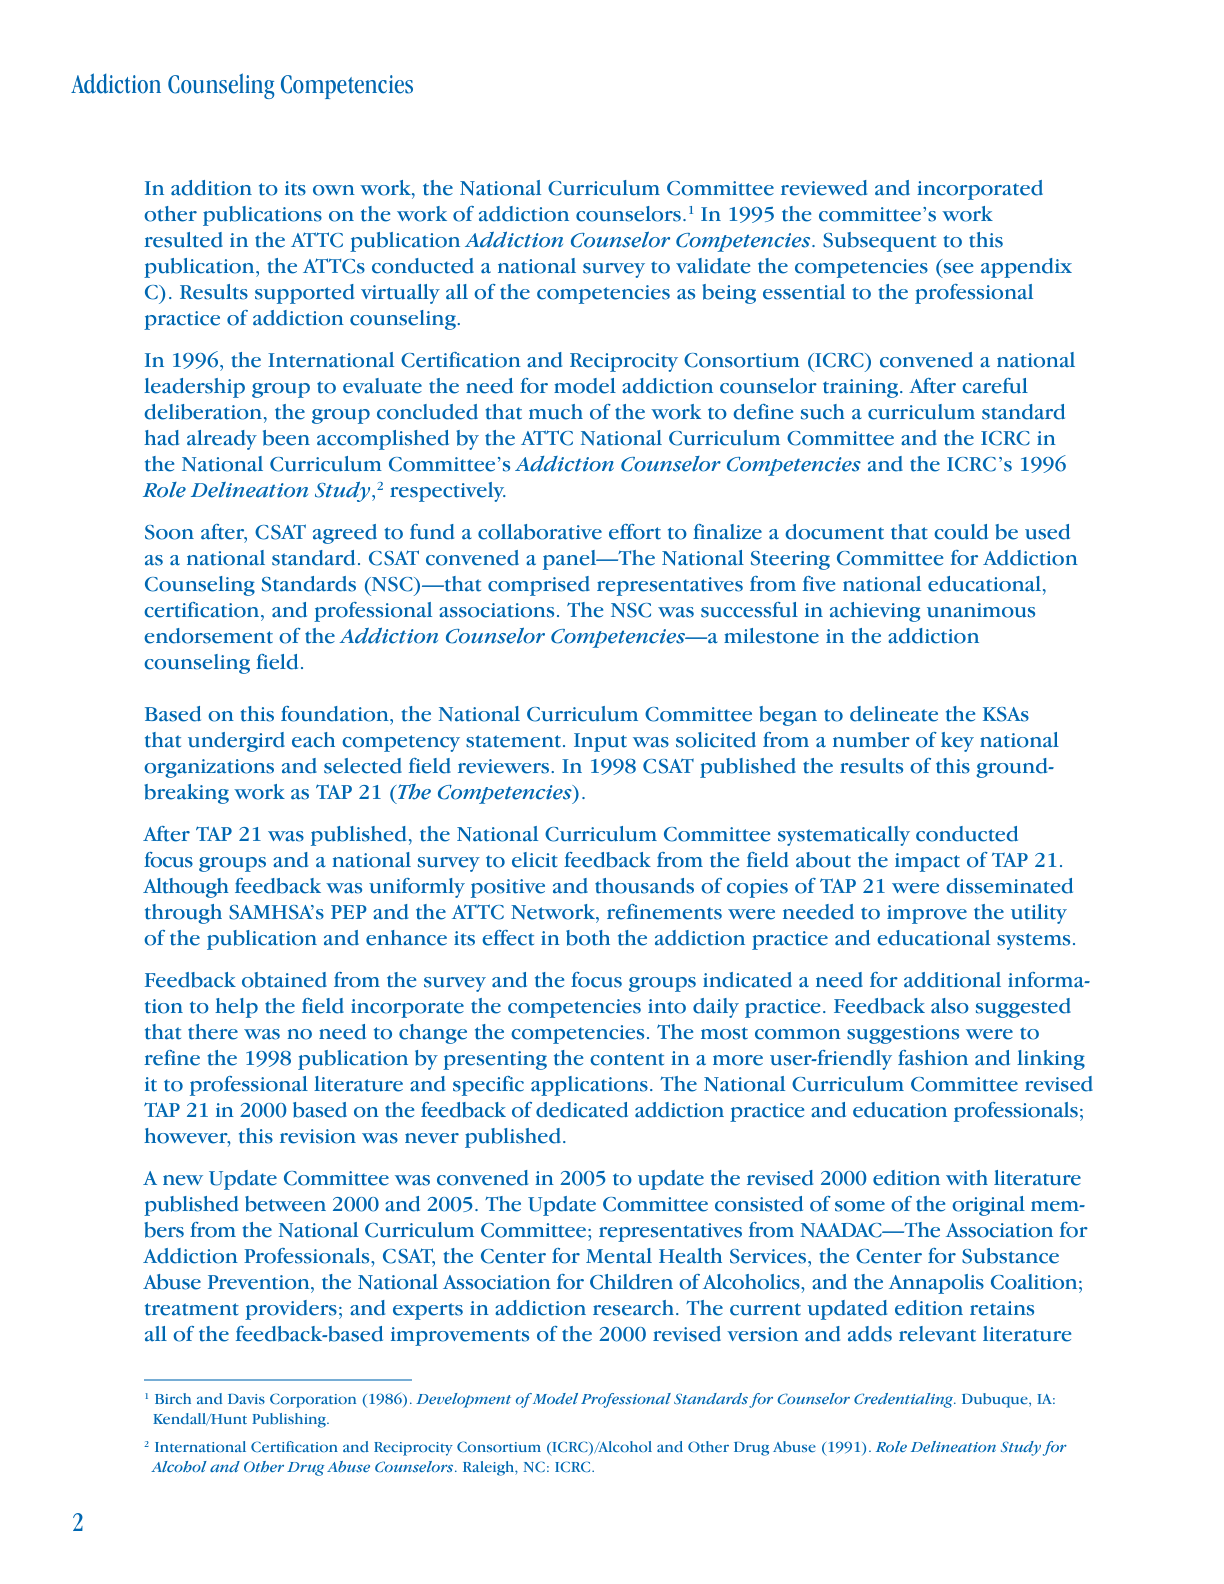 Addiction Counseling Competencies
In addition to its own work, the National Curriculum Committee reviewed and incorporated
other publications on the work of addiction counselors.¹ In 1995 the committee's work
resulted in the ATTC publication Addiction Counselor Competencies. Subsequent to this
publication, the ATTCs conducted a national survey to validate the competencies (see appendix
C). Results supported virtually all of the competencies as being essential to the professional
practice of addiction counseling.
In 1996, the International Certification and Reciprocity Consortium (ICRC) convened a national
leadership group to evaluate the need for model addiction counselor training. After careful
deliberation, the group concluded that much of the work to define such a curriculum standard
had already been accomplished by the ATTC National Curriculum Committee and the ICRC in
the National Curriculum Committee's Addiction Counselor Competencies and the ICRC's 1996
Role Delineation Study,² respectively.
Soon after, CSAT agreed to fund a collaborative effort to finalize a document that could be used
as a national standard. CSAT convened a panel—The National Steering Committee for Addiction
Counseling Standards (NSC)—that comprised representatives from five national educational,
certification, and professional associations. The NSC was successful in achieving unanimous
endorsement of the Addiction Counselor Competencies—a milestone in the addiction
counseling field.
Based on this foundation, the National Curriculum Committee began to delineate the KSAs
that undergird each competency statement. Input was solicited from a number of key national
organizations and selected field reviewers. In 1998 CSAT published the results of this ground-
breaking work as TAP 21 (The Competencies).
After TAP 21 was published, the National Curriculum Committee systematically conducted
focus groups and a national survey to elicit feedback from the field about the impact of TAP 21.
Although feedback was uniformly positive and thousands of copies of TAP 21 were disseminated
through SAMHSA's PEP and the ATTC Network, refinements were needed to improve the utility
of the publication and enhance its effect in both the addiction practice and educational systems.
Feedback obtained from the survey and the focus groups indicated a need for additional informa-
tion to help the field incorporate the competencies into daily practice. Feedback also suggested
that there was no need to change the competencies. The most common suggestions were to
refine the 1998 publication by presenting the content in a more user-friendly fashion and linking
it to professional literature and specific applications. The National Curriculum Committee revised
TAP 21 in 2000 based on the feedback of dedicated addiction practice and education professionals;
however, this revision was never published.
A new Update Committee was convened in 2005 to update the revised 2000 edition with literature
published between 2000 and 2005. The Update Committee consisted of some of the original mem-
bers from the National Curriculum Committee; representatives from NAADAC—The Association for
Addiction Professionals, CSAT, the Center for Mental Health Services, the Center for Substance
Abuse Prevention, the National Association for Children of Alcoholics, and the Annapolis Coalition;
treatment providers; and experts in addiction research. The current updated edition retains
all of the feedback-based improvements of the 2000 revised version and adds relevant literature
¹ Birch and Davis Corporation (1986). Development of Model Professional Standards for Counselor Credentialing. Dubuque, IA:
Kendall/Hunt Publishing.
² International Certification and Reciprocity Consortium (ICRC)/Alcohol and Other Drug Abuse (1991). Role Delineation Study for
Alcohol and Other Drug Abuse Counselors. Raleigh, NC: ICRC.
2